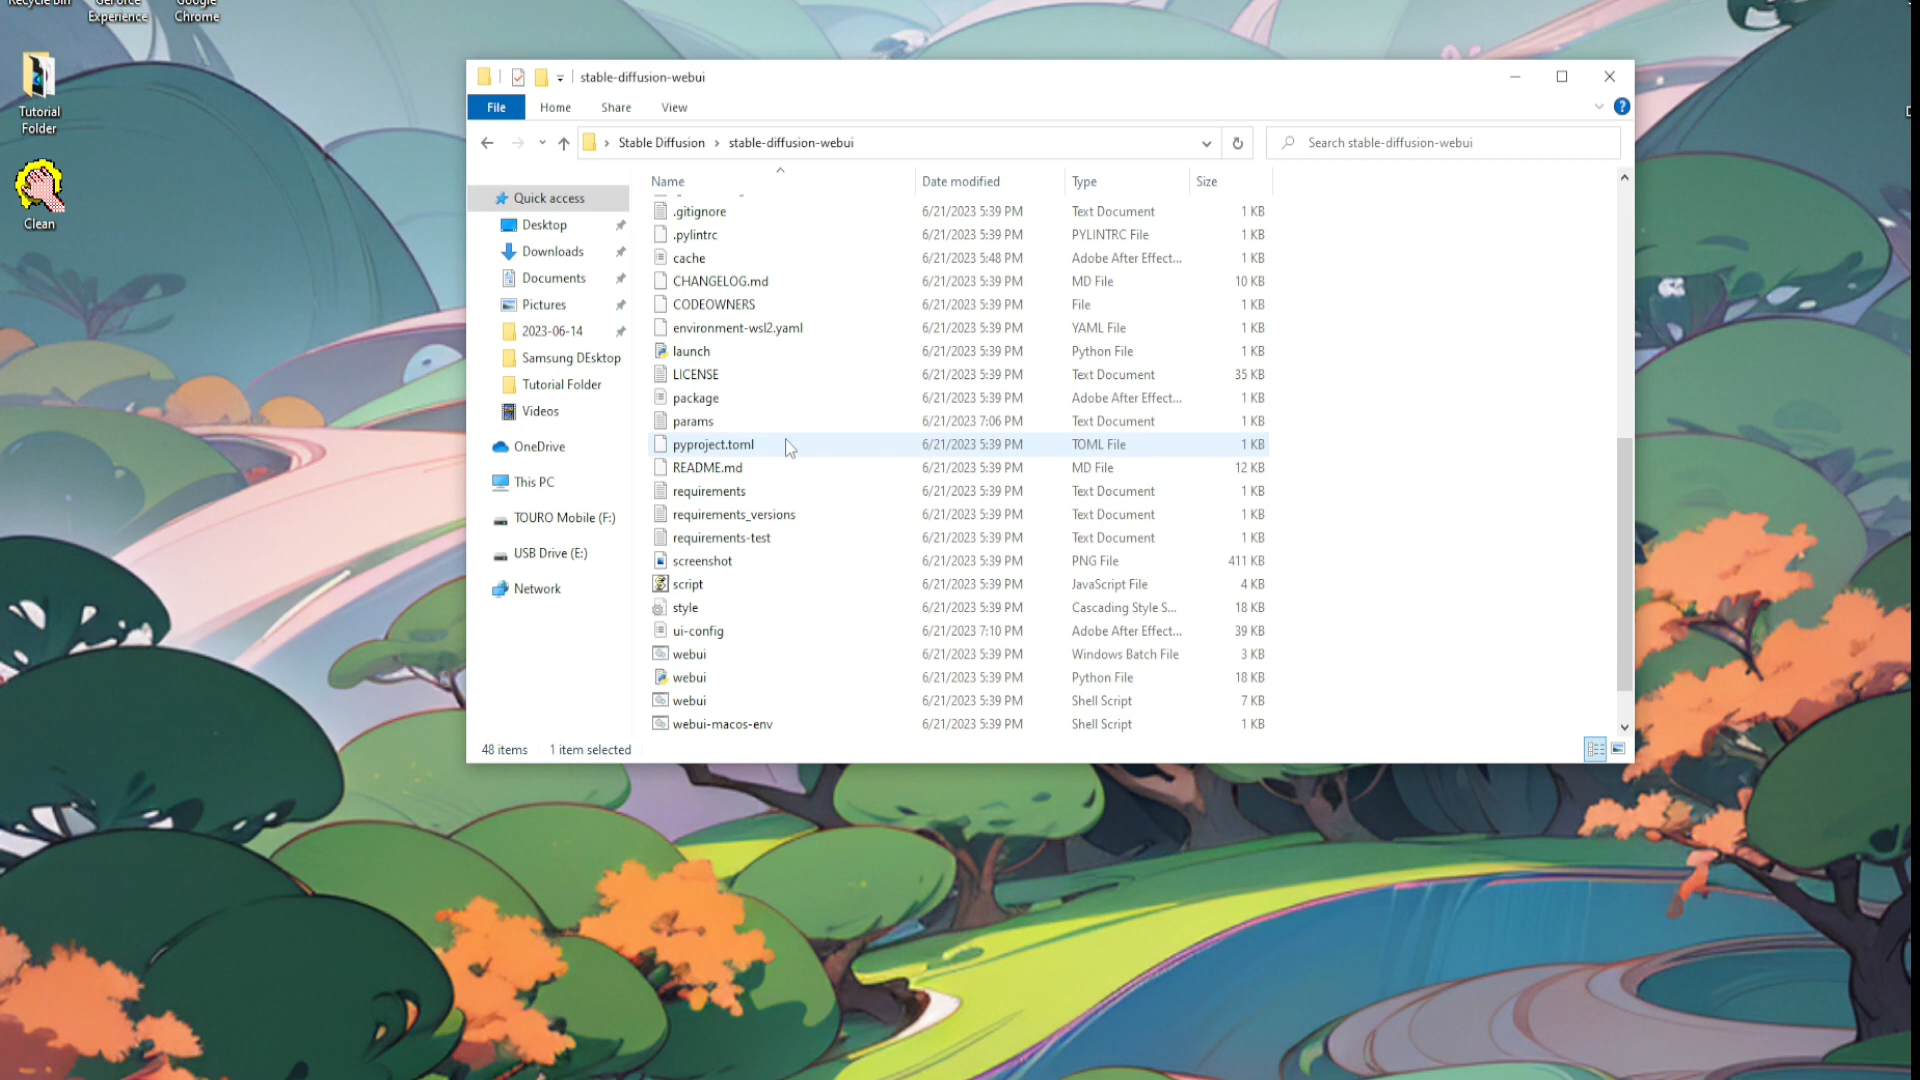 Recycle Bin
GeForce Experience
Google Chrome
Tutorial Folder
Clean
stable-diffusion-webui
File Home Share View
Stable Diffusion > stable-diffusion-webui
Search stable-diffusion-webui
Quick access
Desktop
Downloads
Documents
Pictures
2023-06-14
Samsung DEsktop
Tutorial Folder
Videos
OneDrive
This PC
TOURO Mobile (F:)
USB Drive (E:)
Network
Name Date modified Type Size
.gitignore 6/21/2023 5:39 PM Text Document 1 KB
.pylintrc 6/21/2023 5:39 PM PYLINTRC File 1 KB
cache 6/21/2023 5:48 PM Adobe After Effect... 1 KB
CHANGELOG.md 6/21/2023 5:39 PM MD File 10 KB
CODEOWNERS 6/21/2023 5:39 PM File 1 KB
environment-wsl2.yaml 6/21/2023 5:39 PM YAML File 1 KB
launch 6/21/2023 5:39 PM Python File 1 KB
LICENSE 6/21/2023 5:39 PM Text Document 35 KB
package 6/21/2023 5:39 PM Adobe After Effect... 1 KB
params 6/21/2023 7:06 PM Text Document 1 KB
pyproject.toml 6/21/2023 5:39 PM TOML File 1 KB
README.md 6/21/2023 5:39 PM MD File 12 KB
requirements 6/21/2023 5:39 PM Text Document 1 KB
requirements_versions 6/21/2023 5:39 PM Text Document 1 KB
requirements-test 6/21/2023 5:39 PM Text Document 1 KB
screenshot 6/21/2023 5:39 PM PNG File 411 KB
script 6/21/2023 5:39 PM JavaScript File 4 KB
style 6/21/2023 5:39 PM Cascading Style S... 18 KB
ui-config 6/21/2023 7:10 PM Adobe After Effect... 39 KB
webui 6/21/2023 5:39 PM Windows Batch File 3 KB
webui 6/21/2023 5:39 PM Python File 18 KB
webui 6/21/2023 5:39 PM Shell Script 7 KB
webui-macos-env 6/21/2023 5:39 PM Shell Script 1 KB
48 items 1 item selected